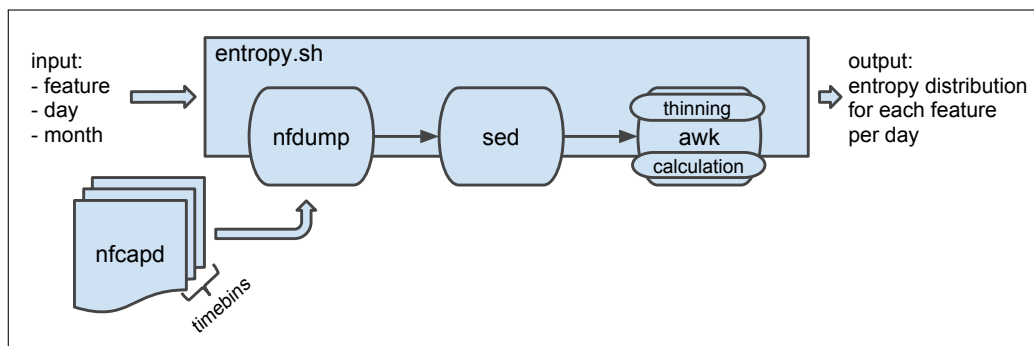 input:
- feature
- day
- month
entropy.sh
nfdump
sed
thinning
awk
calculation
output:
entropy distribution
for each feature
per day
nfcapd
timebins